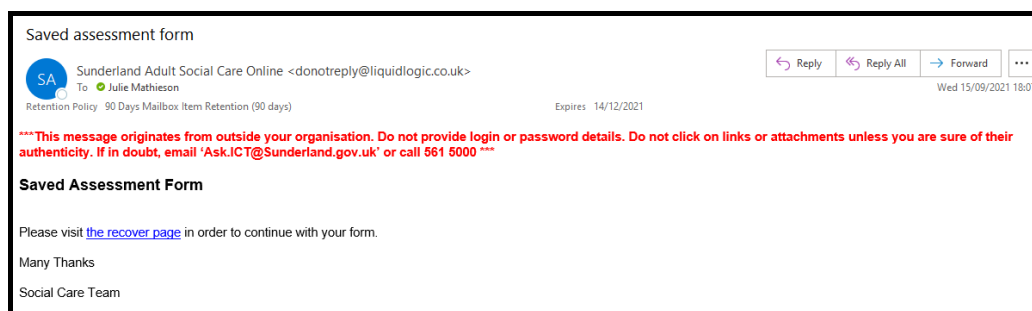 Saved assessment form
SA
Sunderland Adult Social Care Online <donotreply@liquidlogic.co.uk>
To Julie Mathieson
Reply
Reply All
Forward
...
Wed 15/09/2021 18:0
Retention Policy 90 Days Mailbox Item Retention (90 days)
Expires 14/12/2021
***This message originates from outside your organisation. Do not provide login or password details. Do not click on links or attachments unless you are sure of their
authenticity. If in doubt, email ‘Ask.ICT@Sunderland.gov.uk’ or call 561 5000 ***
Saved Assessment Form
Please visit the recover page in order to continue with your form.
Many Thanks
Social Care Team